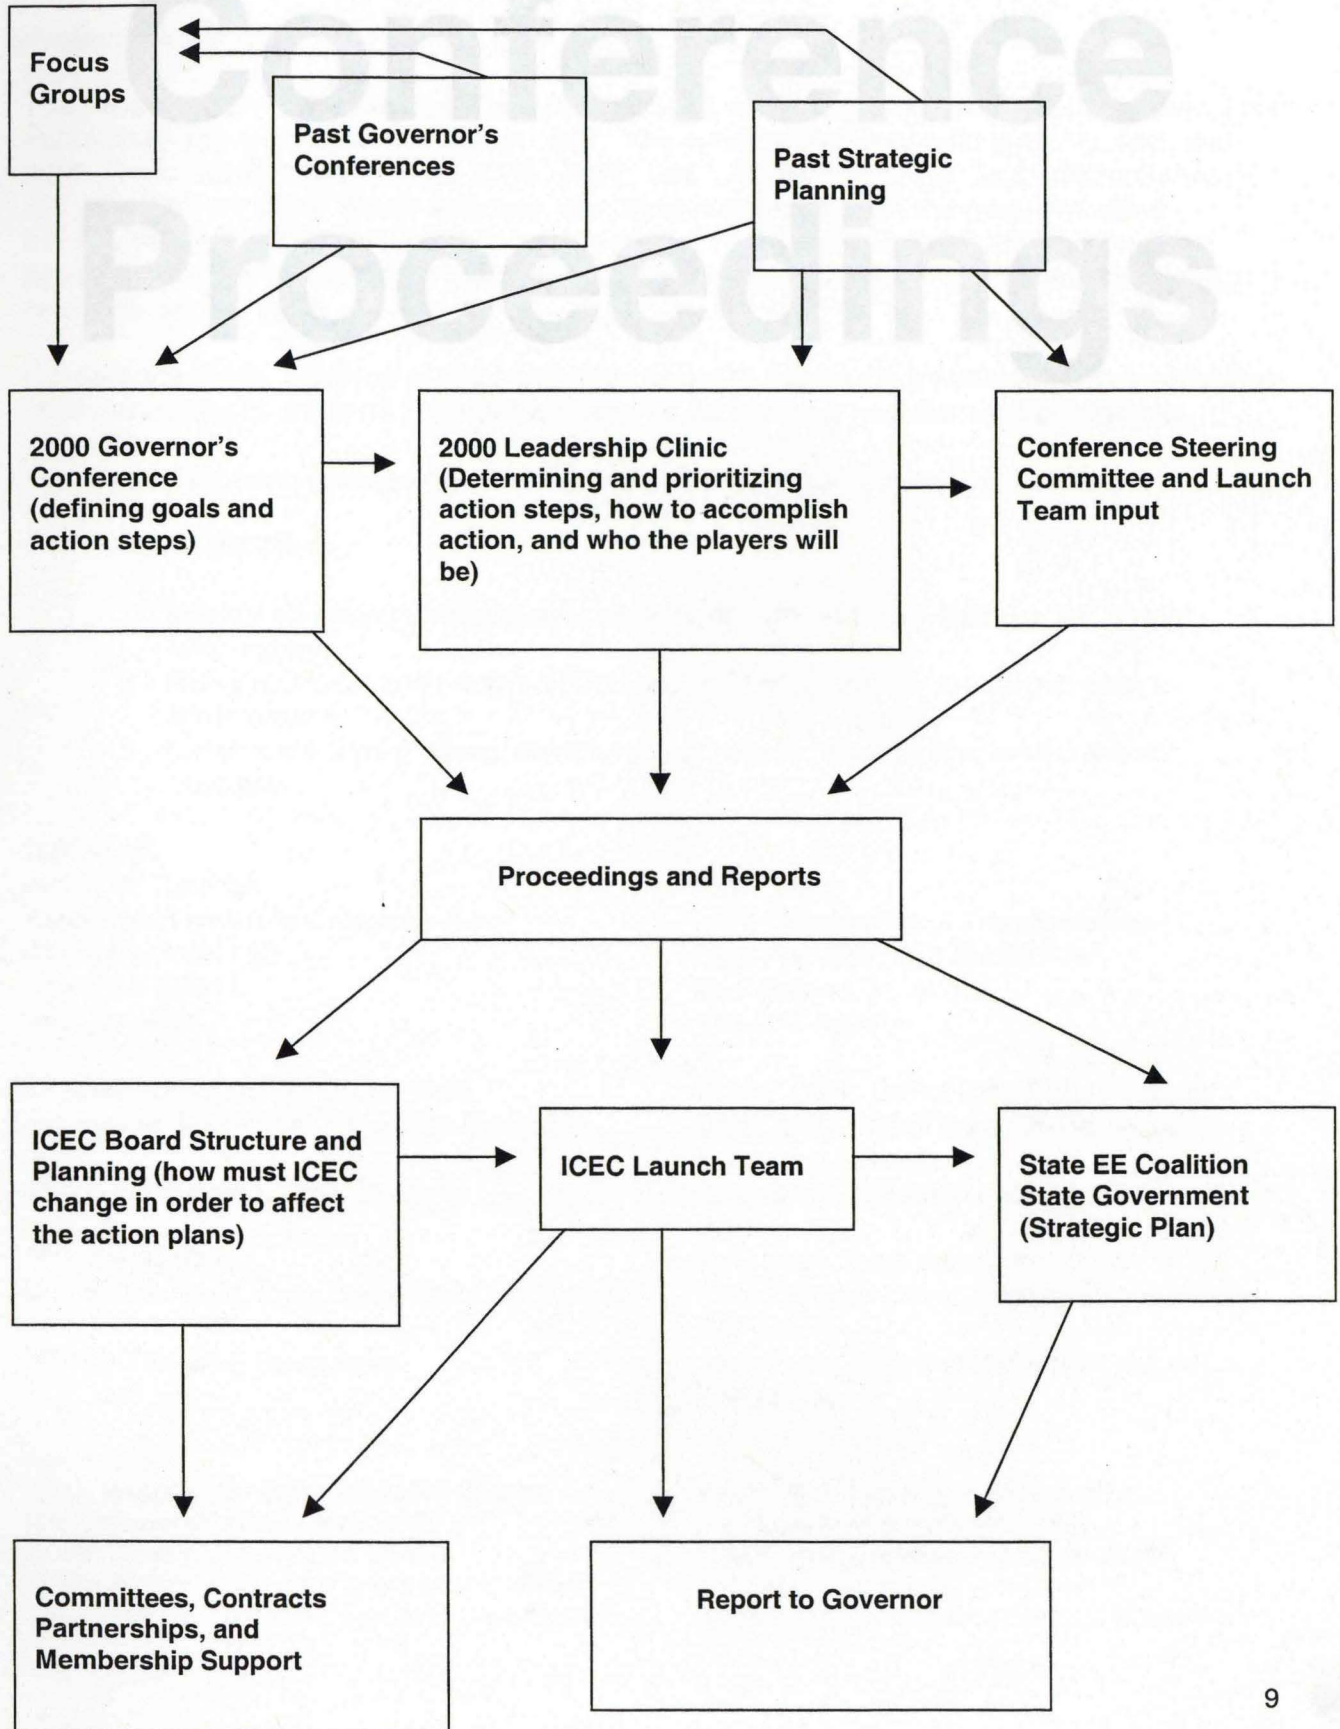 Conference
Proceedings
Focus
Groups
Past Governor's
Conferences
Past Strategic
Planning
2000 Governor's
Conference
(defining goals and
action steps)
2000 Leadership Clinic
(Determining and prioritizing
action steps, how to accomplish
action, and who the players will
be)
Conference Steering
Committee and Launch
Team input
Proceedings and Reports
ICEC Board Structure and
Planning (how must ICEC
change in order to affect
the action plans)
ICEC Launch Team
State EE Coalition
State Government
(Strategic Plan)
Committees, Contracts
Partnerships, and
Membership Support
Report to Governor
9